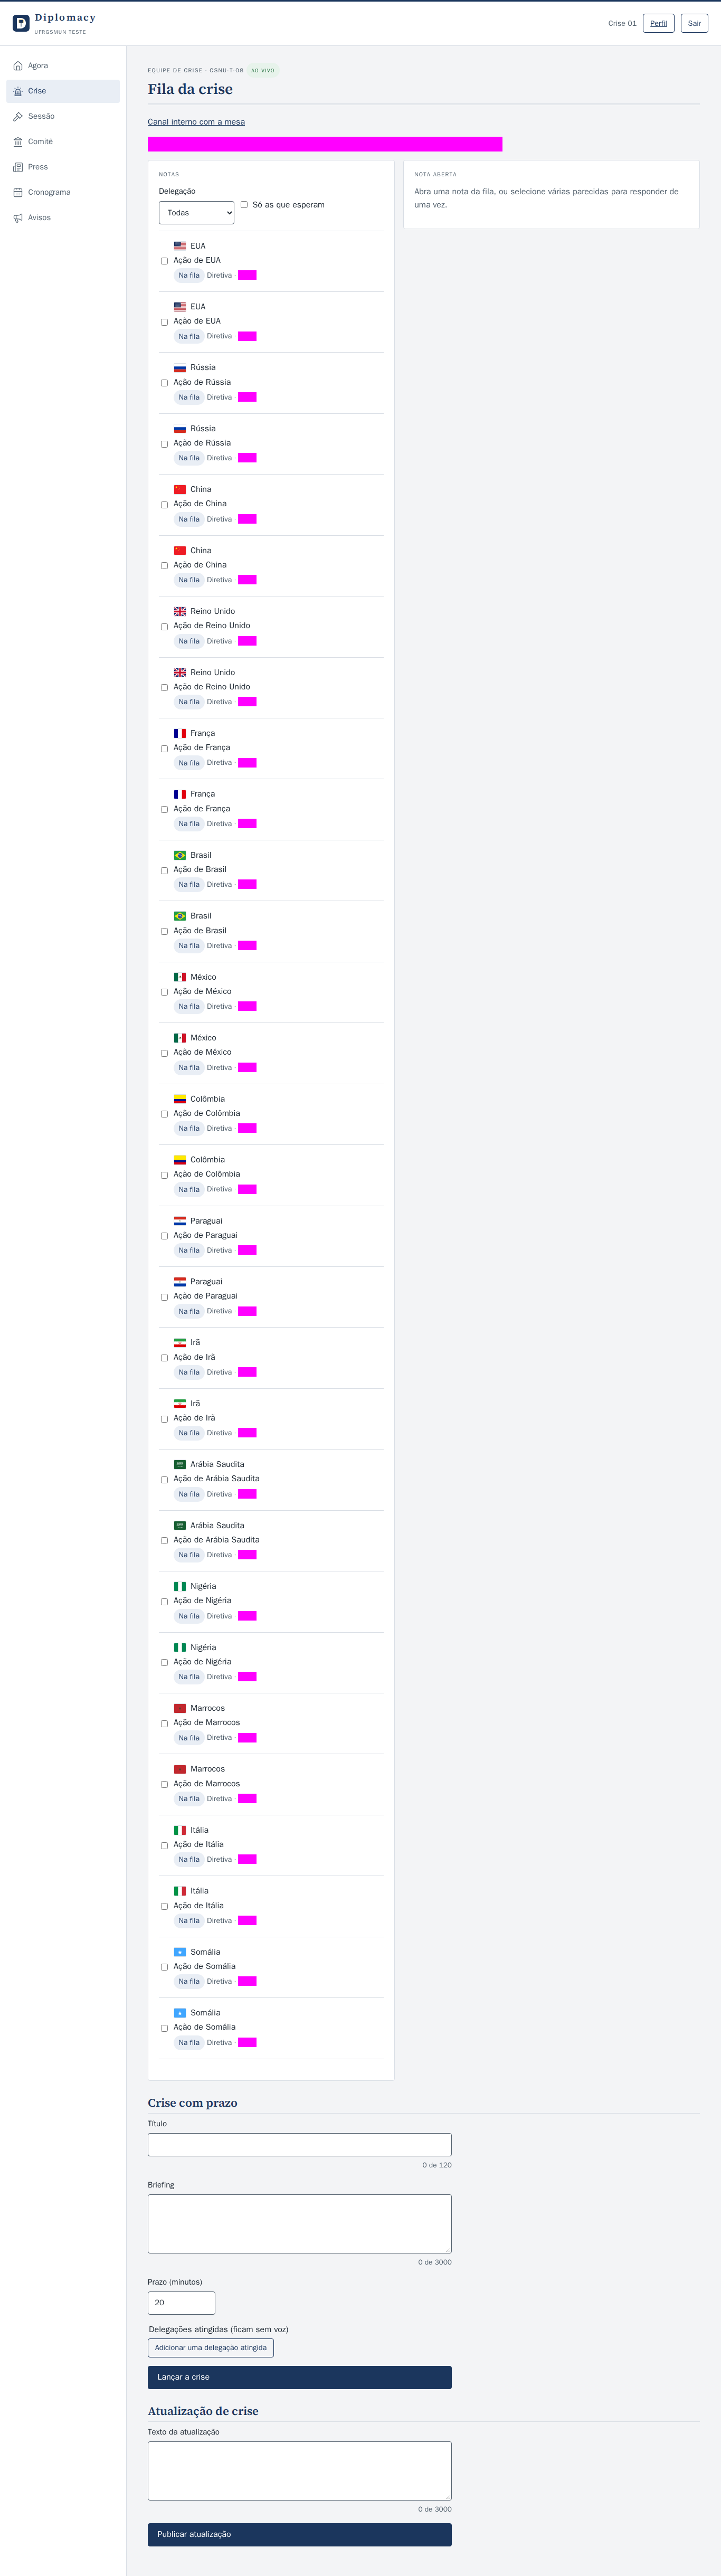 Diplomacy
UFRGSMUN TESTE
Crise 01
Perfil
Sair
Agora
Crise
Sessão
Comitê
Press
Cronograma
Avisos
EQUIPE DE CRISE · CSNU-T-08 AO VIVO
Fila da crise
Canal interno com a mesa
NOTAS
Delegação
Todas
Só as que esperam
EUA
Ação de EUA
Na fila Diretiva ·
EUA
Ação de EUA
Na fila Diretiva ·
Rússia
Ação de Rússia
Na fila Diretiva ·
Rússia
Ação de Rússia
Na fila Diretiva ·
China
Ação de China
Na fila Diretiva ·
China
Ação de China
Na fila Diretiva ·
Reino Unido
Ação de Reino Unido
Na fila Diretiva ·
Reino Unido
Ação de Reino Unido
Na fila Diretiva ·
França
Ação de França
Na fila Diretiva ·
França
Ação de França
Na fila Diretiva ·
Brasil
Ação de Brasil
Na fila Diretiva ·
Brasil
Ação de Brasil
Na fila Diretiva ·
México
Ação de México
Na fila Diretiva ·
México
Ação de México
Na fila Diretiva ·
Colômbia
Ação de Colômbia
Na fila Diretiva ·
Colômbia
Ação de Colômbia
Na fila Diretiva ·
Paraguai
Ação de Paraguai
Na fila Diretiva ·
Paraguai
Ação de Paraguai
Na fila Diretiva ·
Irã
Ação de Irã
Na fila Diretiva ·
Irã
Ação de Irã
Na fila Diretiva ·
Arábia Saudita
Ação de Arábia Saudita
Na fila Diretiva ·
Arábia Saudita
Ação de Arábia Saudita
Na fila Diretiva ·
Nigéria
Ação de Nigéria
Na fila Diretiva ·
Nigéria
Ação de Nigéria
Na fila Diretiva ·
Marrocos
Ação de Marrocos
Na fila Diretiva ·
Marrocos
Ação de Marrocos
Na fila Diretiva ·
Itália
Ação de Itália
Na fila Diretiva ·
Itália
Ação de Itália
Na fila Diretiva ·
Somália
Ação de Somália
Na fila Diretiva ·
Somália
Ação de Somália
Na fila Diretiva ·
NOTA ABERTA
Abra uma nota da fila, ou selecione várias parecidas para responder de
uma vez.
Crise com prazo
Título
0 de 120
Briefing
0 de 3000
Prazo (minutos)
20
Delegações atingidas (ficam sem voz)
Adicionar uma delegação atingida
Lançar a crise
Atualização de crise
Texto da atualização
0 de 3000
Publicar atualização